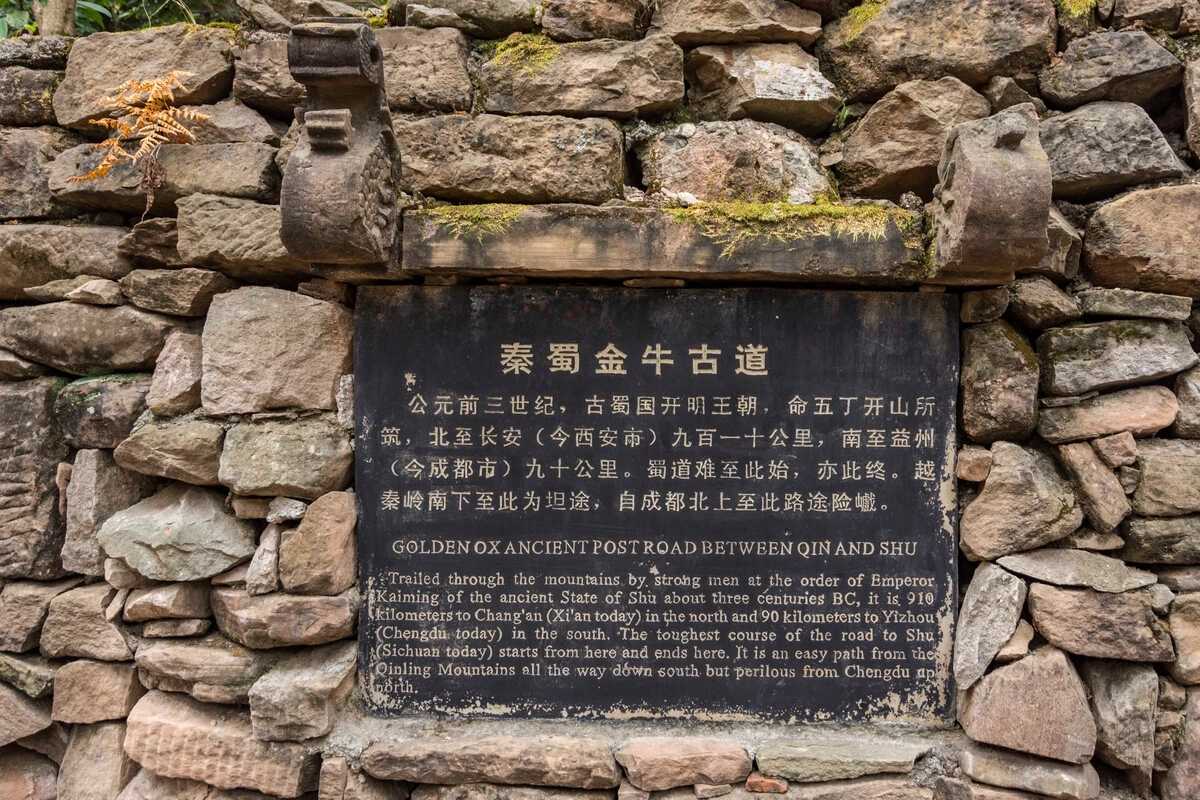 秦蜀金牛古道
公元前三世纪，古蜀国开明王朝，命五丁开山所
筑，北至长安（今西安市）九百一十公里，南至益州
（今成都市）九十公里。蜀道难至此始，亦此终。越
秦岭南下至此为坦途，自成都北上至此路途险巇。
GOLDEN OX ANCIENT POST ROAD BETWEEN QIN AND SHU
Trailed through the mountains by strong men at the order of Emperor
Kaiming of the ancient State of Shu about three centuries BC, it is 910
kilometers to Chang'an (Xi'an today) in the north and 90 kilometers to Yizhou
(Chengdu today) in the south. The toughest course of the road to Shu
(Sichuan today) starts from here and ends here. It is an easy path from the
Qinling Mountains all the way down south but perilous from Chengdu up
north.